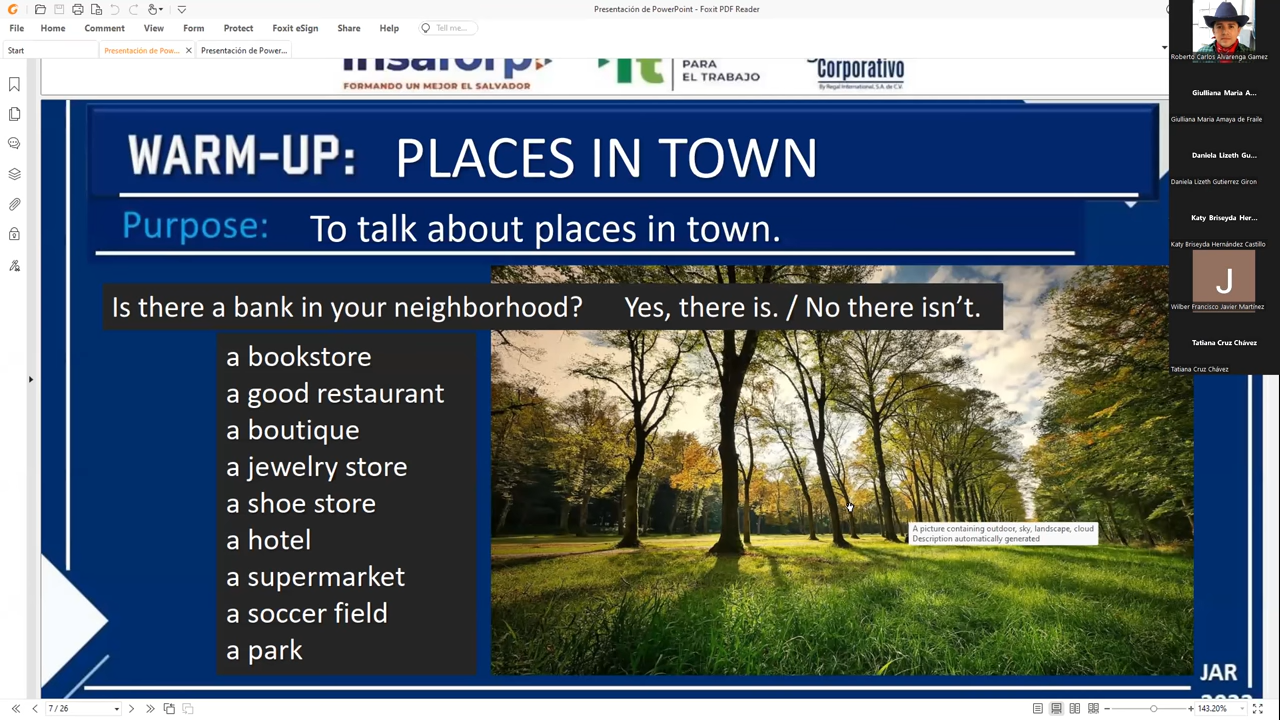 Presentación de PowerPoint - Foxit PDF Reader
File Home Comment View Form Protect Foxit eSign Share Help Tell me...
Start Presentación de Pow... Presentación de Power...
FORMANDO UN MEJOR EL SALVADOR
PARA
EL TRABAJO
Corporativo
By Regal International, S.A. de C.V.
WARM-UP: PLACES IN TOWN
Purpose: To talk about places in town.
Is there a bank in your neighborhood? Yes, there is. / No there isn't.
a bookstore
a good restaurant
a boutique
a jewelry store
a shoe store
a hotel
a supermarket
a soccer field
a park
A picture containing outdoor, sky, landscape, cloud
Description automatically generated
JAR
Roberto Carlos Alvarenga Gamez
Giulliana Maria A...
Giulliana Maria Amaya de Fraile
Daniela Lizeth Gu...
Daniela Lizeth Gutierrez Giron
Katy Briseyda Her...
Katy Briseyda Hernández Castillo
J
Wilber Francisco Javier Martínez
Tatiana Cruz Chávez
Tatiana Cruz Chávez
7 / 26
143.20%